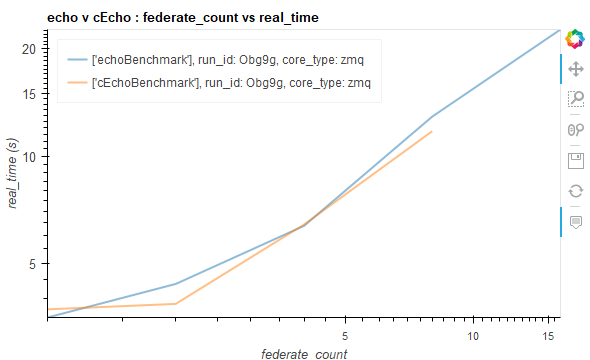 echo v cEcho : federate_count vs real_time
['echoBenchmark'], run_id: Obg9g, core_type: zmq
['cEchoBenchmark'], run_id: Obg9g, core_type: zmq
real_time (s)
20
15
10
5
5
10
15
federate_count